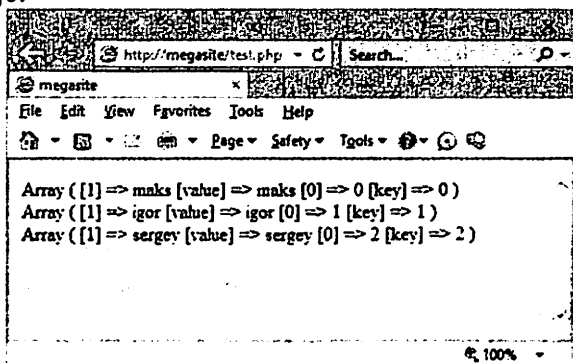 http://megasite/test.php
Search...
megasite
File Edit View Favorites Tools Help
Page Safety Tools
Array ( [1] => maks [value] => maks [0] => 0 [key] => 0 )
Array ( [1] => igor [value] => igor [0] => 1 [key] => 1 )
Array ( [1] => sergey [value] => sergey [0] => 2 [key] => 2 )
100%